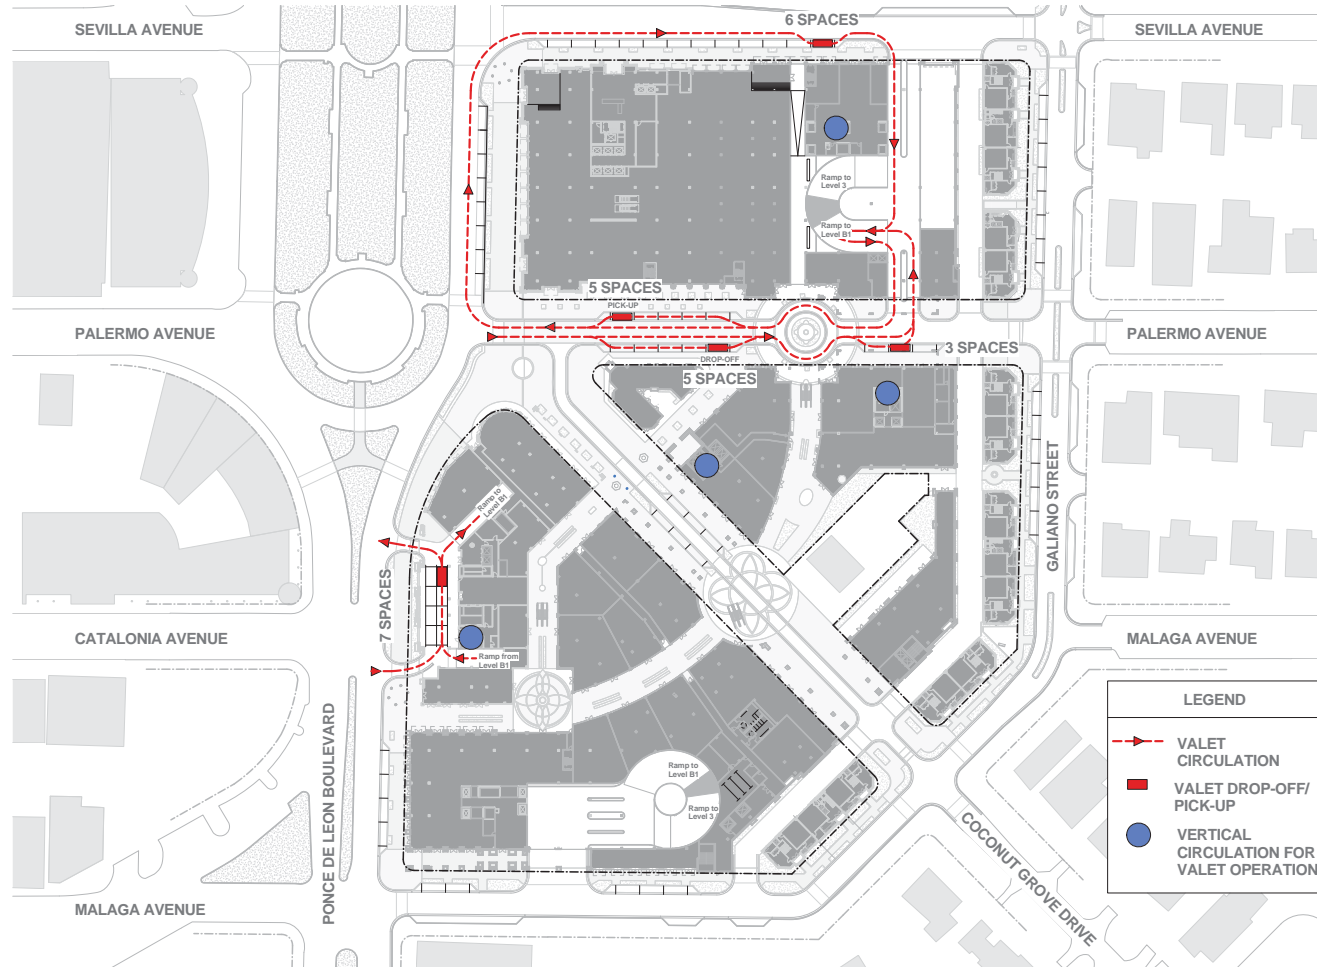 6 SPACES
SEVILLA AVENUE
SEVILLA AVENUE
Ramp to
Level 3
Ramp to
Level B1
5 SPACES
PICK-UP
PALERMO AVENUE
PALERMO AVENUE
3 SPACES
DROP-OFF
5 SPACES
Ramp to
Level B1
GALIANO STREET
7 SPACES
CATALONIA AVENUE
MALAGA AVENUE
Ramp from
Level B1
PONCE DE LEON BOULEVARD
Ramp to
Level B1
Ramp to
Level 3
COCONUT GROVE DRIVE
MALAGA AVENUE
LEGEND
VALET
CIRCULATION
VALET DROP-OFF/
PICK-UP
VERTICAL
CIRCULATION FOR
VALET OPERATION